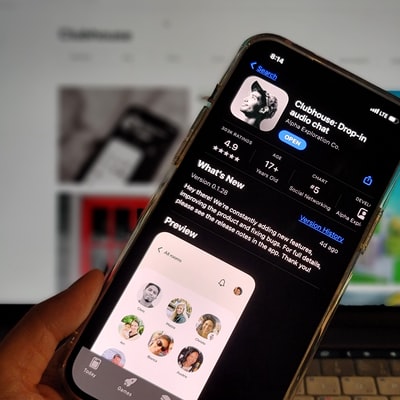 Clubhouse
8:14
LTE
Search
Clubhouse: Drop-in
audio chat
Alpha Exploration Co.
OPEN
303K RATINGS
4.9
AGE
17+
Years Old
CHART
#5
Social Networking
DEVEL
Alpha Expl
What's New
Version History
Version 0.1.28
4d ago
Hey there! We're constantly adding new features,
improving the product and fixing bugs. For full details,
please see the release notes in the app. Thank you!
Preview
All rooms
Today
Games